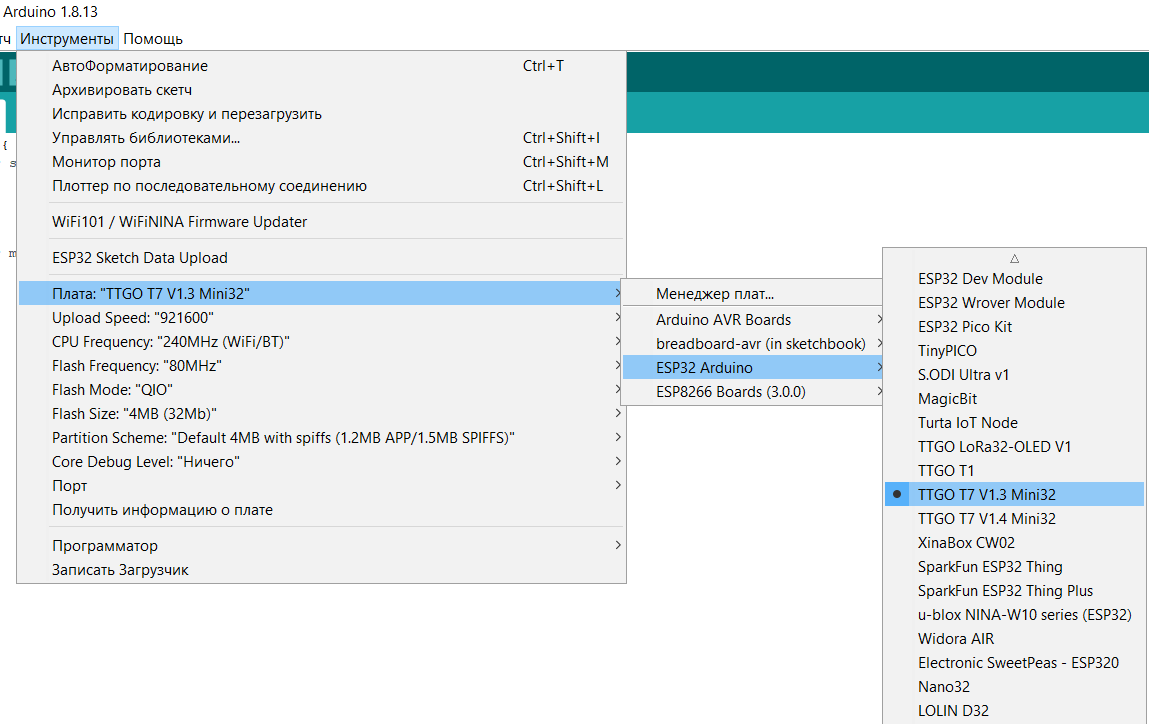 Arduino 1.8.13
тч Инструменты Помощь
АвтоФорматирование Ctrl+T
Архивировать скетч
Исправить кодировку и перезагрузить
Управлять библиотеками... Ctrl+Shift+I
Монитор порта Ctrl+Shift+M
Плоттер по последовательному соединению Ctrl+Shift+L
WiFi101 / WiFiNINA Firmware Updater
ESP32 Sketch Data Upload
Плата: "TTGO T7 V1.3 Mini32"
Upload Speed: "921600"
CPU Frequency: "240MHz (WiFi/BT)"
Flash Frequency: "80MHz"
Flash Mode: "QIO"
Flash Size: "4MB (32Mb)"
Partition Scheme: "Default 4MB with spiffs (1.2MB APP/1.5MB SPIFFS)"
Core Debug Level: "Ничего"
Порт
Получить информацию о плате
Программатор
Записать Загрузчик
{
s
m
Менеджер плат...
Arduino AVR Boards
breadboard-avr (in sketchbook)
ESP32 Arduino
ESP8266 Boards (3.0.0)
ESP32 Dev Module
ESP32 Wrover Module
ESP32 Pico Kit
TinyPICO
S.ODI Ultra v1
MagicBit
Turta IoT Node
TTGO LoRa32-OLED V1
TTGO T1
TTGO T7 V1.3 Mini32
TTGO T7 V1.4 Mini32
XinaBox CW02
SparkFun ESP32 Thing
SparkFun ESP32 Thing Plus
u-blox NINA-W10 series (ESP32)
Widora AIR
Electronic SweetPeas - ESP320
Nano32
LOLIN D32